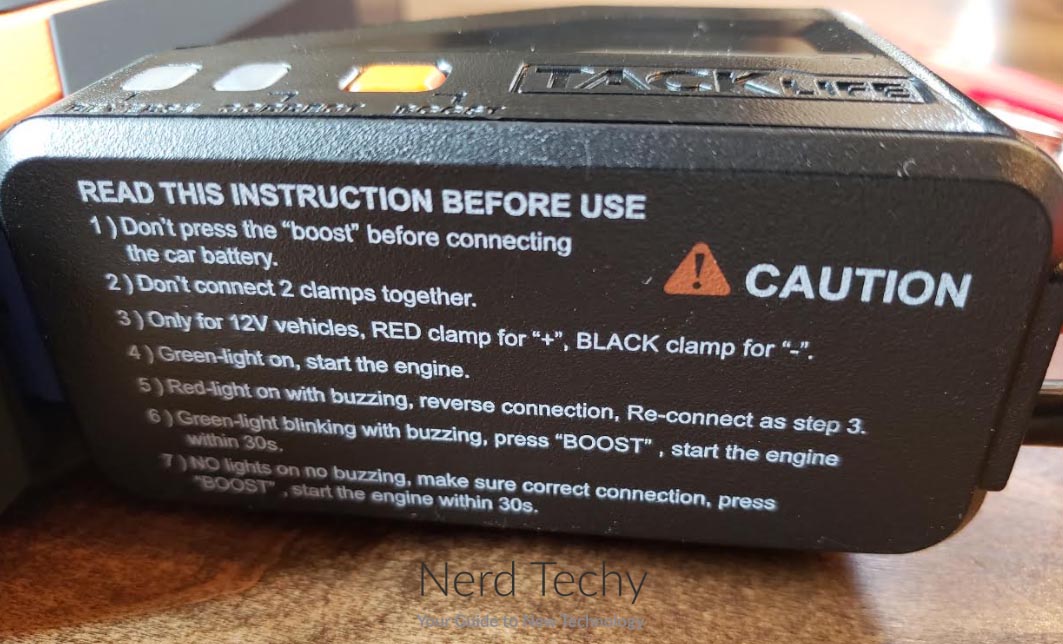 REVERSE CORRECT BOOST
TACKLIFE
READ THIS INSTRUCTION BEFORE USE
1 ) Don't press the "boost" before connecting
the car battery.
CAUTION
2 ) Don't connect 2 clamps together.
3 ) Only for 12V vehicles, RED clamp for "+", BLACK clamp for "-".
4 ) Green-light on, start the engine.
5 ) Red-light on with buzzing, reverse connection, Re-connect as step 3.
6 ) Green-light blinking with buzzing, press "BOOST" , start the engine
within 30s.
7 ) NO lights on no buzzing, make sure correct connection, press
"BOOST" , start the engine within 30s.
Nerd Techy
Your Guide to New Technology